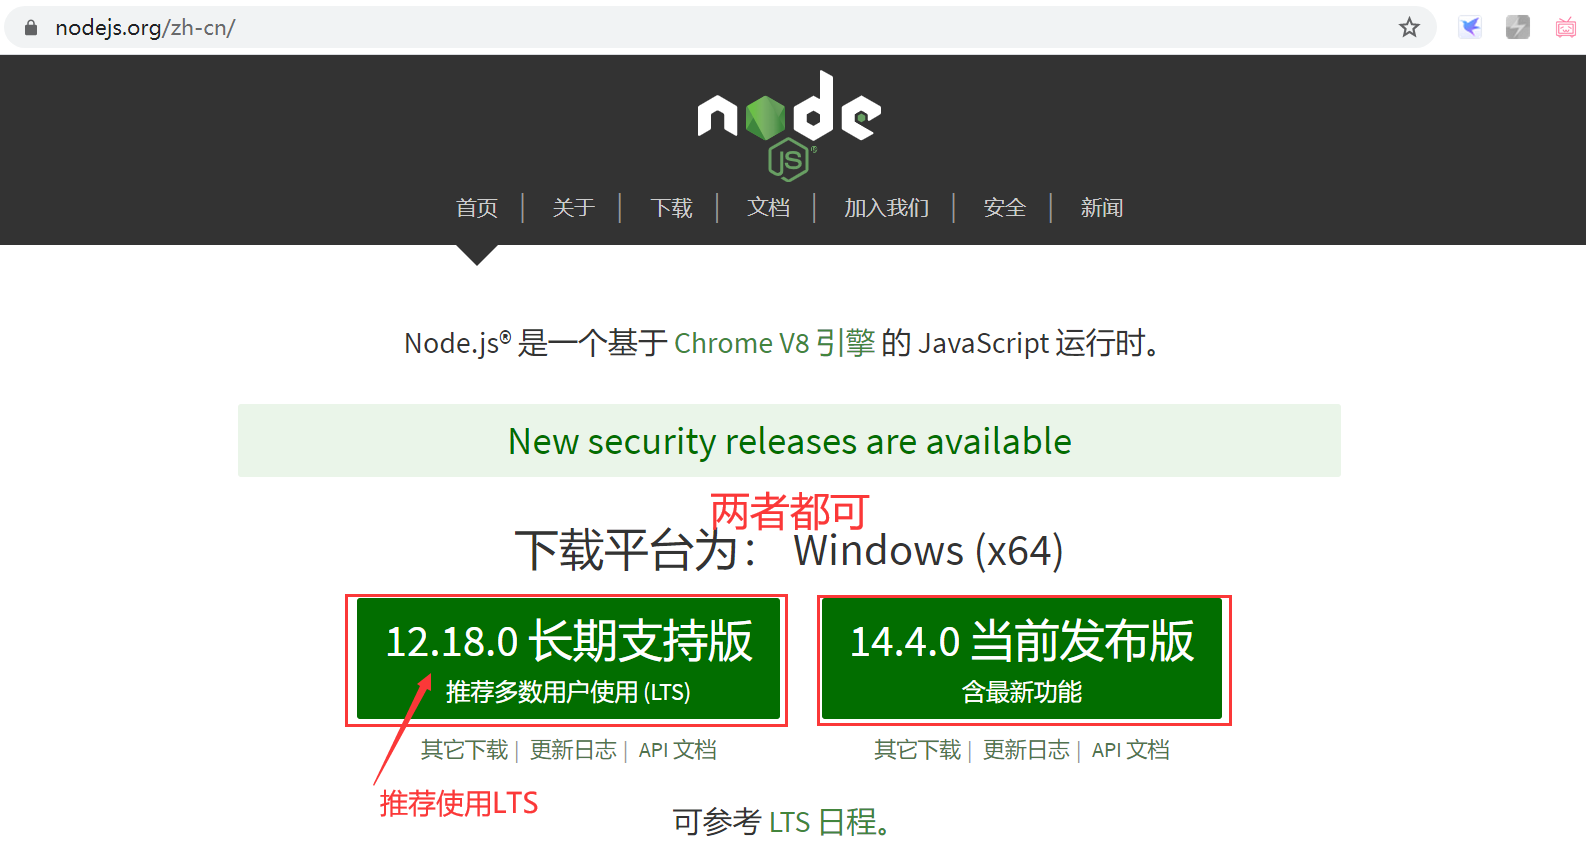 nodejs.org/zh-cn/
node
JS®
首页 | 关于 | 下载 | 文档 | 加入我们 | 安全 | 新闻
Node.js® 是一个基于 Chrome V8 引擎 的 JavaScript 运行时。
New security releases are available
两者都可
下载平台为： Windows (x64)
12.18.0 长期支持版
推荐多数用户使用 (LTS)
14.4.0 当前发布版
含最新功能
其它下载 | 更新日志 | API 文档
其它下载 | 更新日志 | API 文档
推荐使用LTS
可参考 LTS 日程。